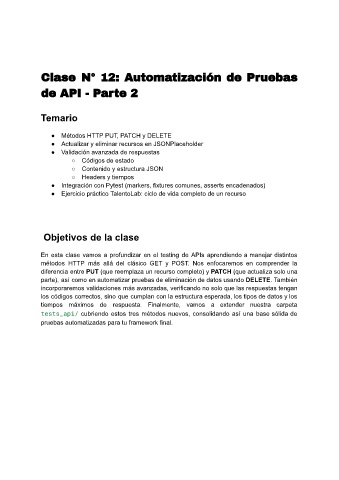 Clase N° 12: Automatización de Pruebas
de API - Parte 2
Temario
● Métodos HTTP PUT, PATCH y DELETE
● Actualizar y eliminar recursos en JSONPlaceholder
● Validación avanzada de respuestas
○ Códigos de estado
○ Contenido y estructura JSON
○ Headers y tiempos
● Integración con Pytest (markers, fixtures comunes, asserts encadenados)
● Ejercicio práctico TalentoLab: ciclo de vida completo de un recurso
Objetivos de la clase
En esta clase vamos a profundizar en el testing de APIs aprendiendo a manejar distintos
métodos HTTP más allá del clásico GET y POST. Nos enfocaremos en comprender la
diferencia entre PUT (que reemplaza un recurso completo) y PATCH (que actualiza solo una
parte), así como en automatizar pruebas de eliminación de datos usando DELETE. También
incorporaremos validaciones más avanzadas, verificando no solo que las respuestas tengan
los códigos correctos, sino que cumplan con la estructura esperada, los tipos de datos y los
tiempos máximos de respuesta. Finalmente, vamos a extender nuestra carpeta
tests_api/ cubriendo estos tres métodos nuevos, consolidando así una base sólida de
pruebas automatizadas para tu framework final.